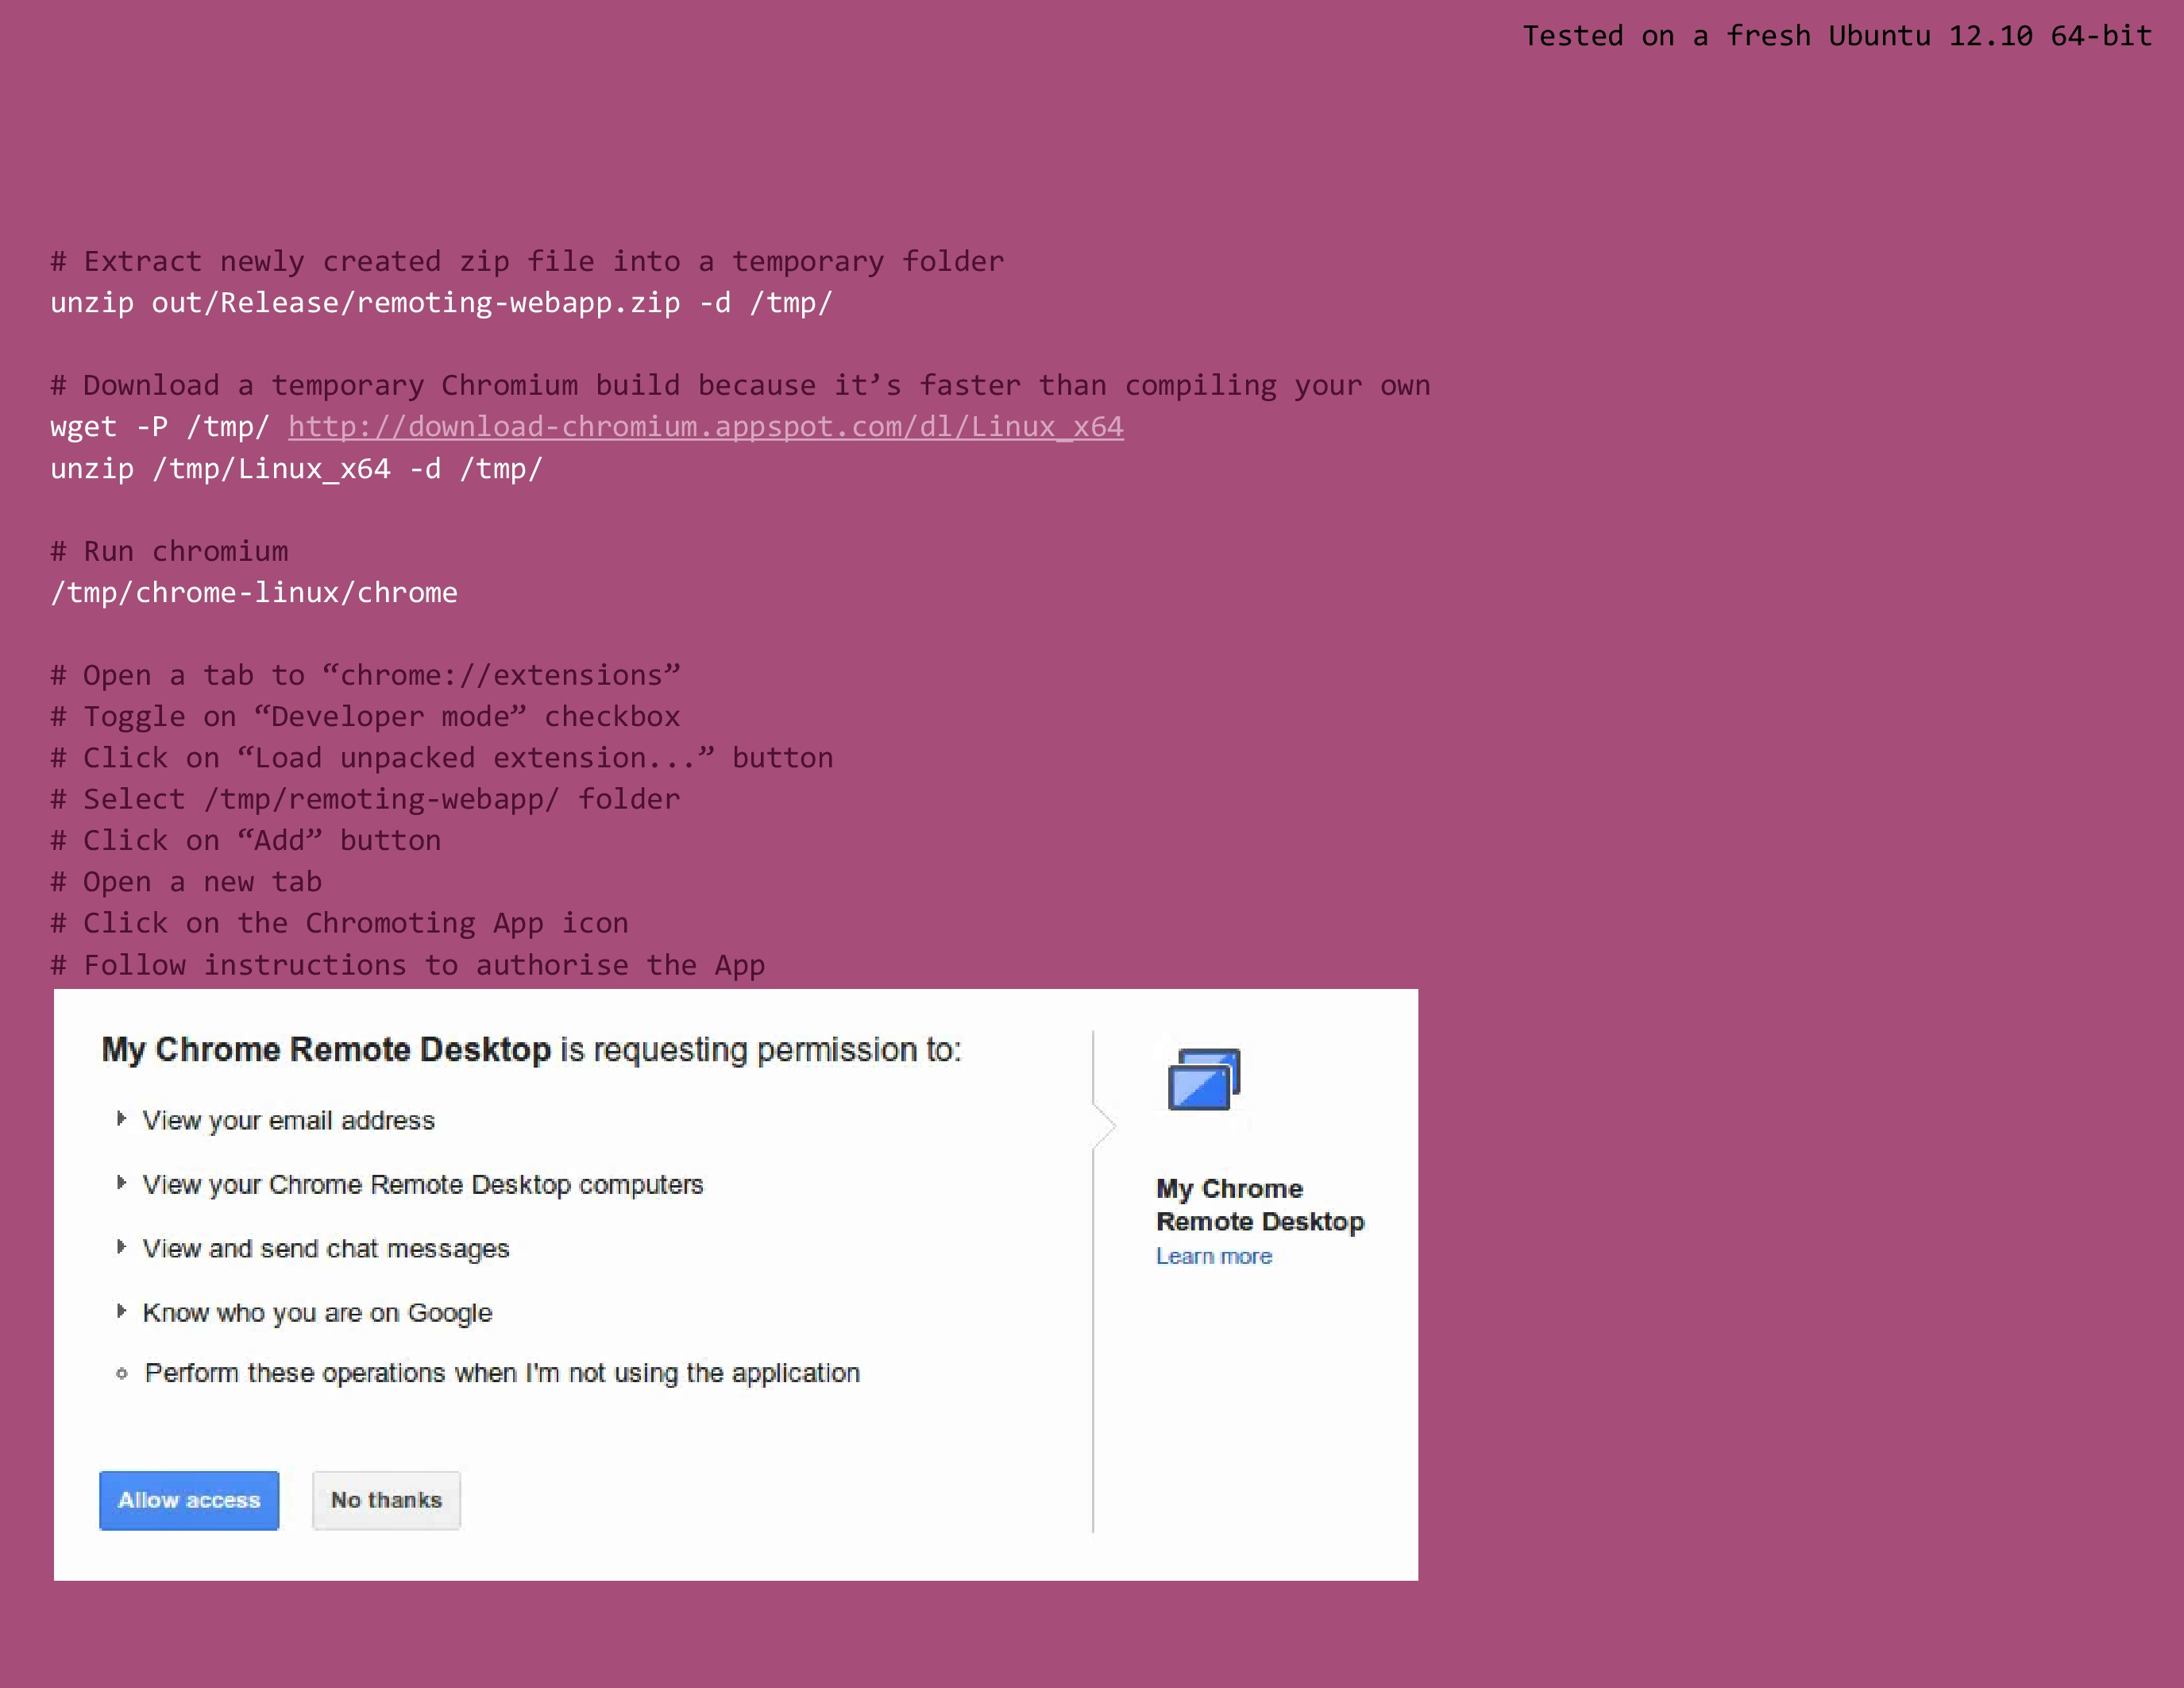 Tested on a fresh Ubuntu 12.10 64-bit
# Extract newly created zip file into a temporary folder
unzip out/Release/remoting-webapp.zip -d /tmp/
# Download a temporary Chromium build because it’s faster than compiling your own
wget -P /tmp/ http://download-chromium.appspot.com/dl/Linux_x64
unzip /tmp/Linux_x64 -d /tmp/
# Run chromium
/tmp/chrome-linux/chrome
# Open a tab to “chrome://extensions”
# Toggle on “Developer mode” checkbox
# Click on “Load unpacked extension...” button
# Select /tmp/remoting-webapp/ folder
# Click on “Add” button
# Open a new tab
# Click on the Chromoting App icon
# Follow instructions to authorise the App
My Chrome Remote Desktop is requesting permission to:
View your email address
View your Chrome Remote Desktop computers
View and send chat messages
Know who you are on Google
Perform these operations when I'm not using the application
Allow access
No thanks
My Chrome
Remote Desktop
Learn more